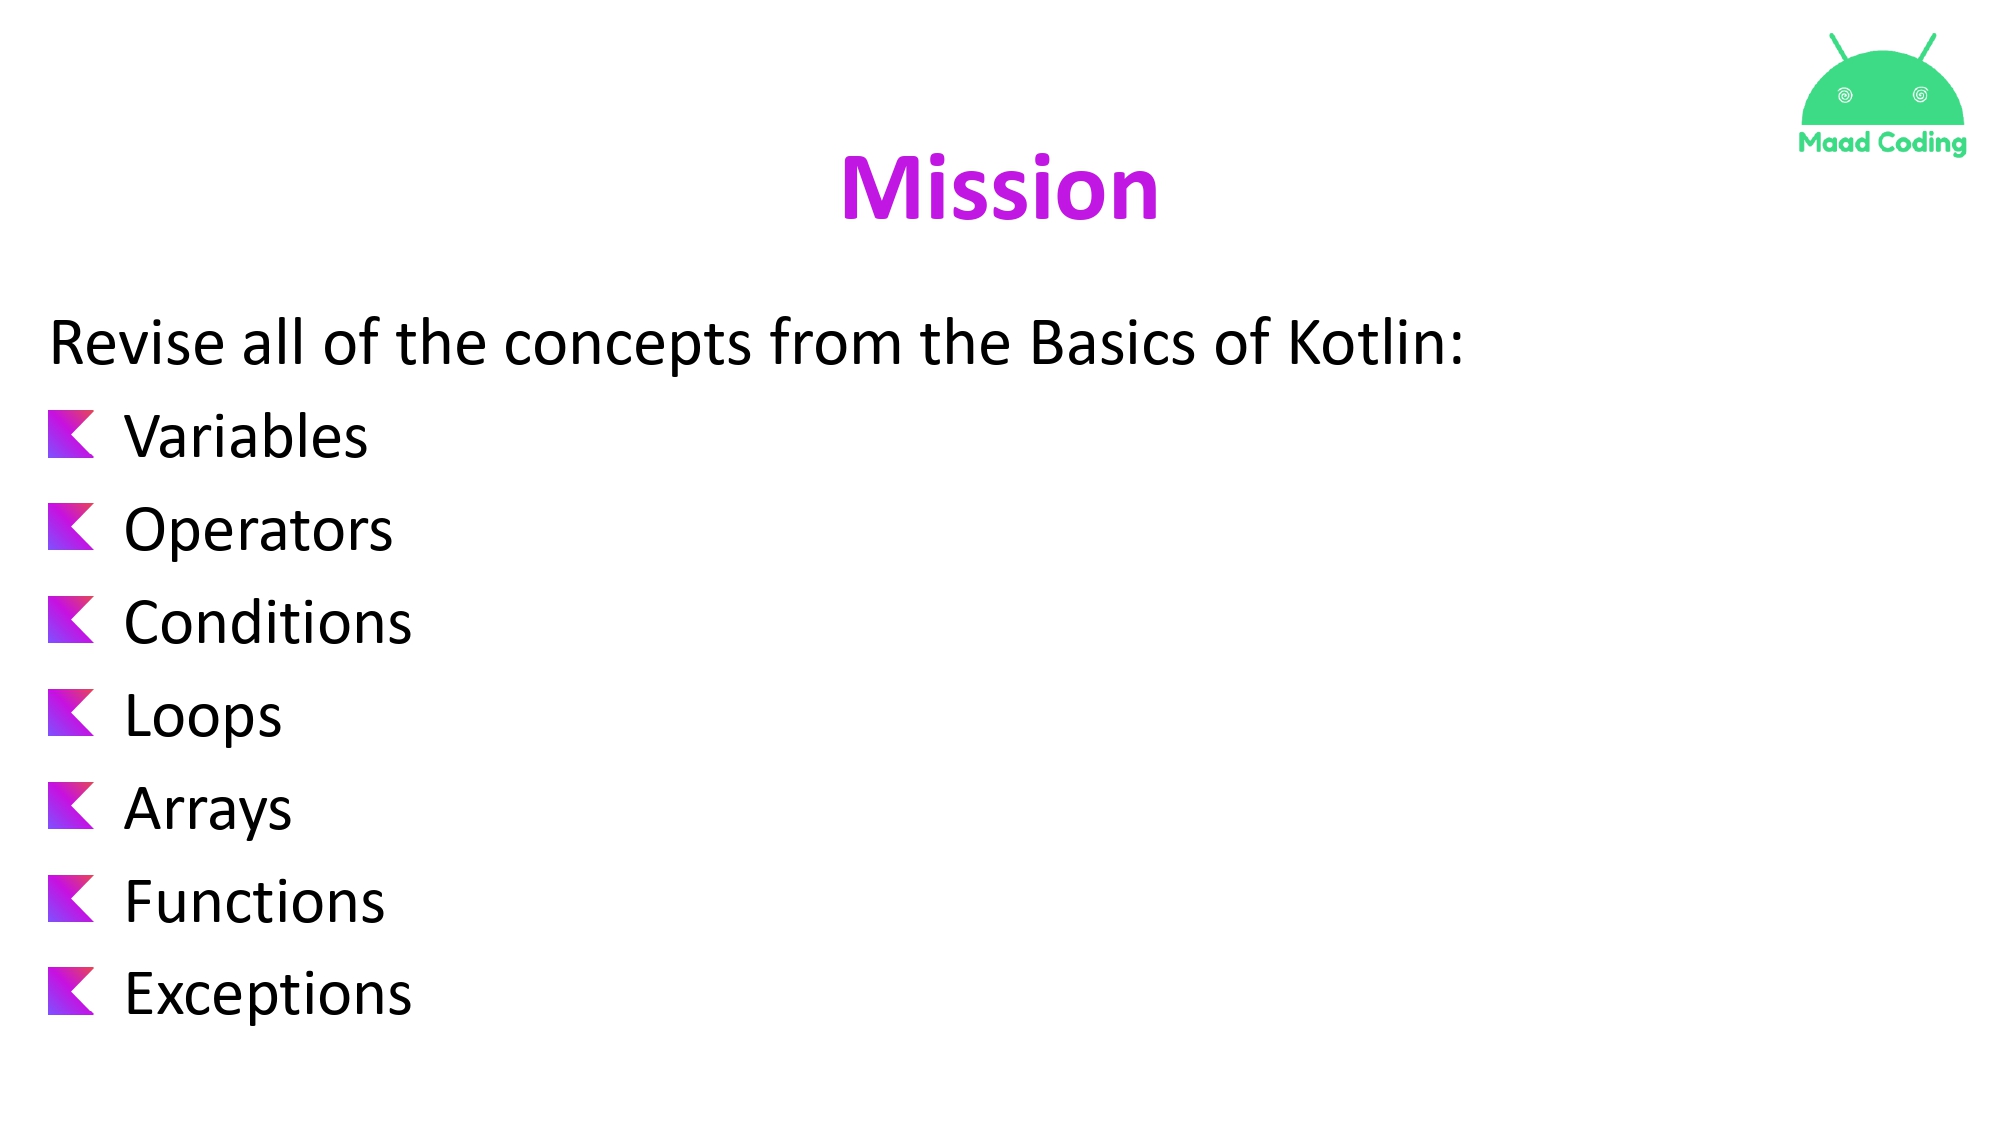 Maad Coding
Mission
Revise all of the concepts from the Basics of Kotlin:
Variables
Operators
Conditions
Loops
Arrays
Functions
Exceptions